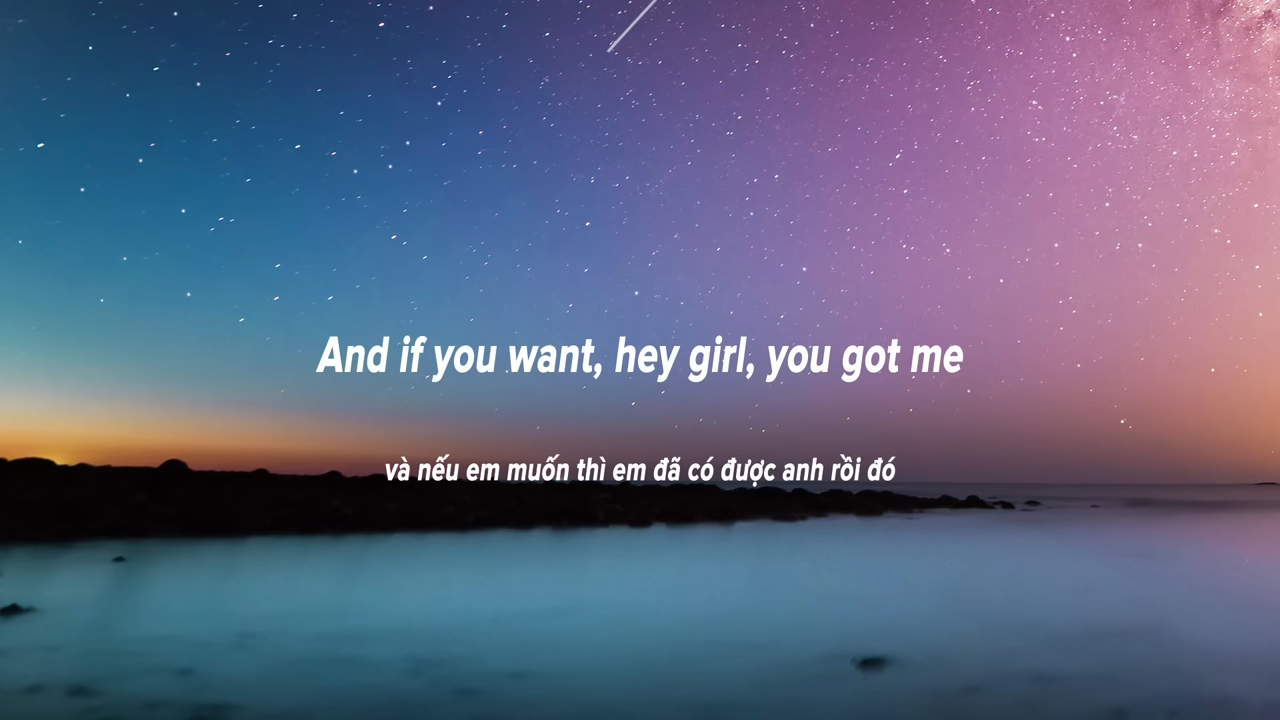 And if you want, hey girl, you got me
và nếu em muốn thì em đã có được anh rồi đó